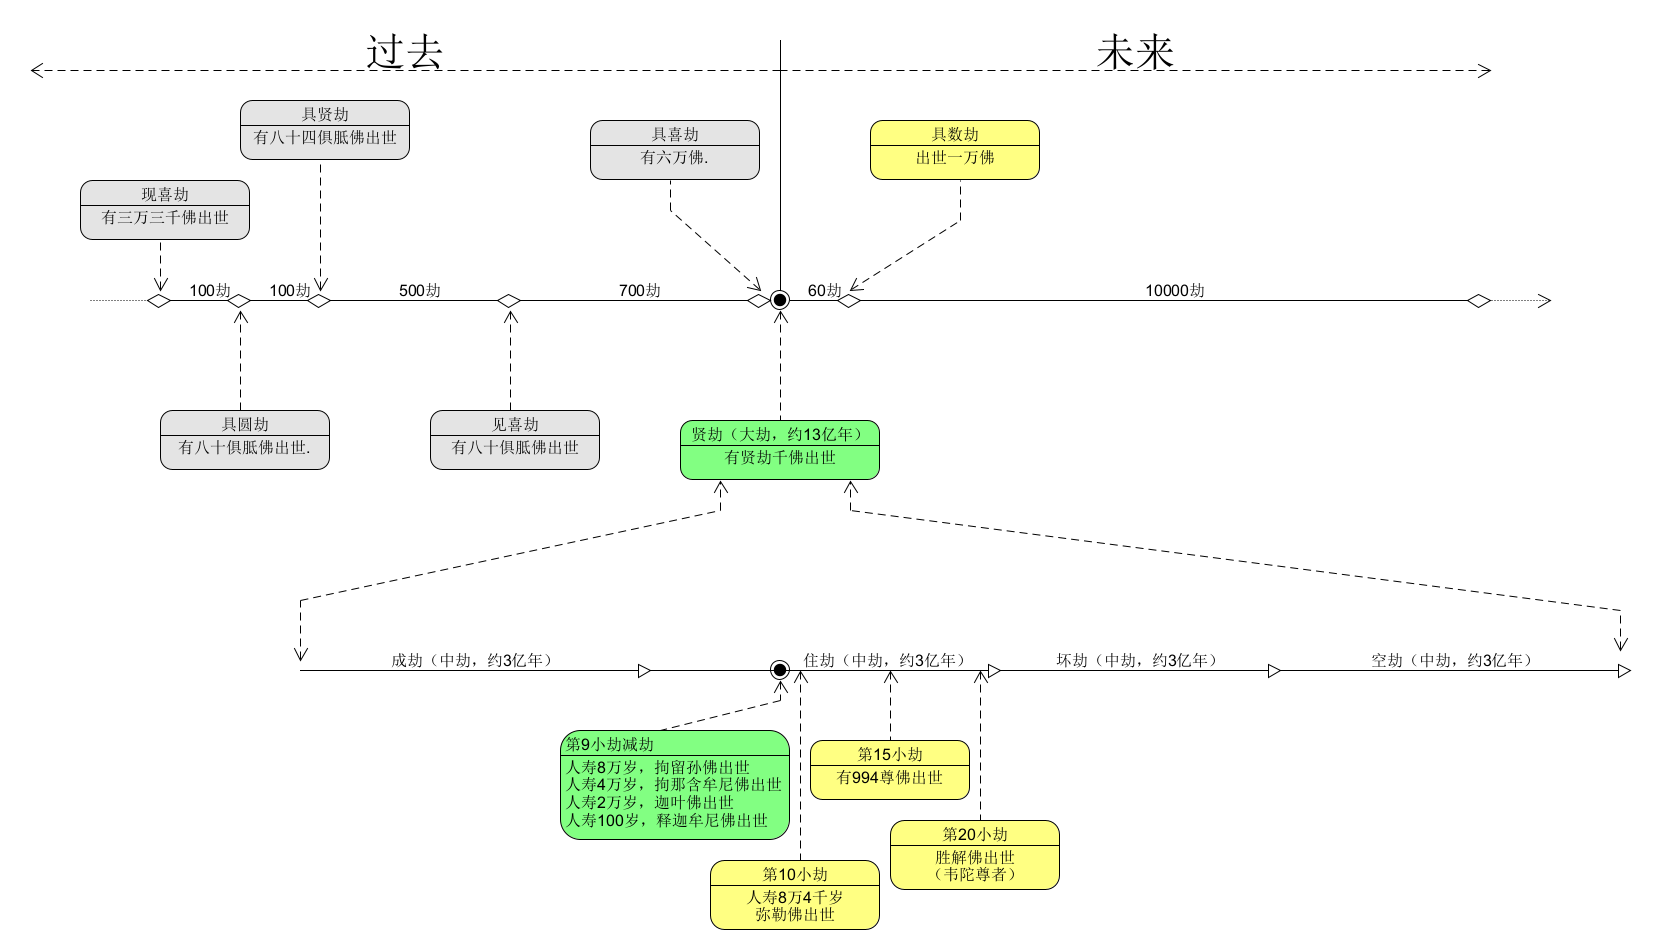 过去
未来
具贤劫
有八十四俱胝佛出世
具喜劫
有六万佛.
具数劫
出世一万佛
现喜劫
有三万三千佛出世
100劫
100劫
500劫
700劫
60劫
10000劫
具圆劫
有八十俱胝佛出世.
见喜劫
有八十俱胝佛出世
贤劫（大劫，约13亿年）
有贤劫千佛出世
成劫（中劫，约3亿年）
住劫（中劫，约3亿年）
坏劫（中劫，约3亿年）
空劫（中劫，约3亿年）
第9小劫减劫
人寿8万岁，拘留孙佛出世
人寿4万岁，拘那含牟尼佛出世
人寿2万岁，迦叶佛出世
人寿100岁，释迦牟尼佛出世
第15小劫
有994尊佛出世
第20小劫
胜解佛出世
（韦陀尊者）
第10小劫
人寿8万4千岁
弥勒佛出世